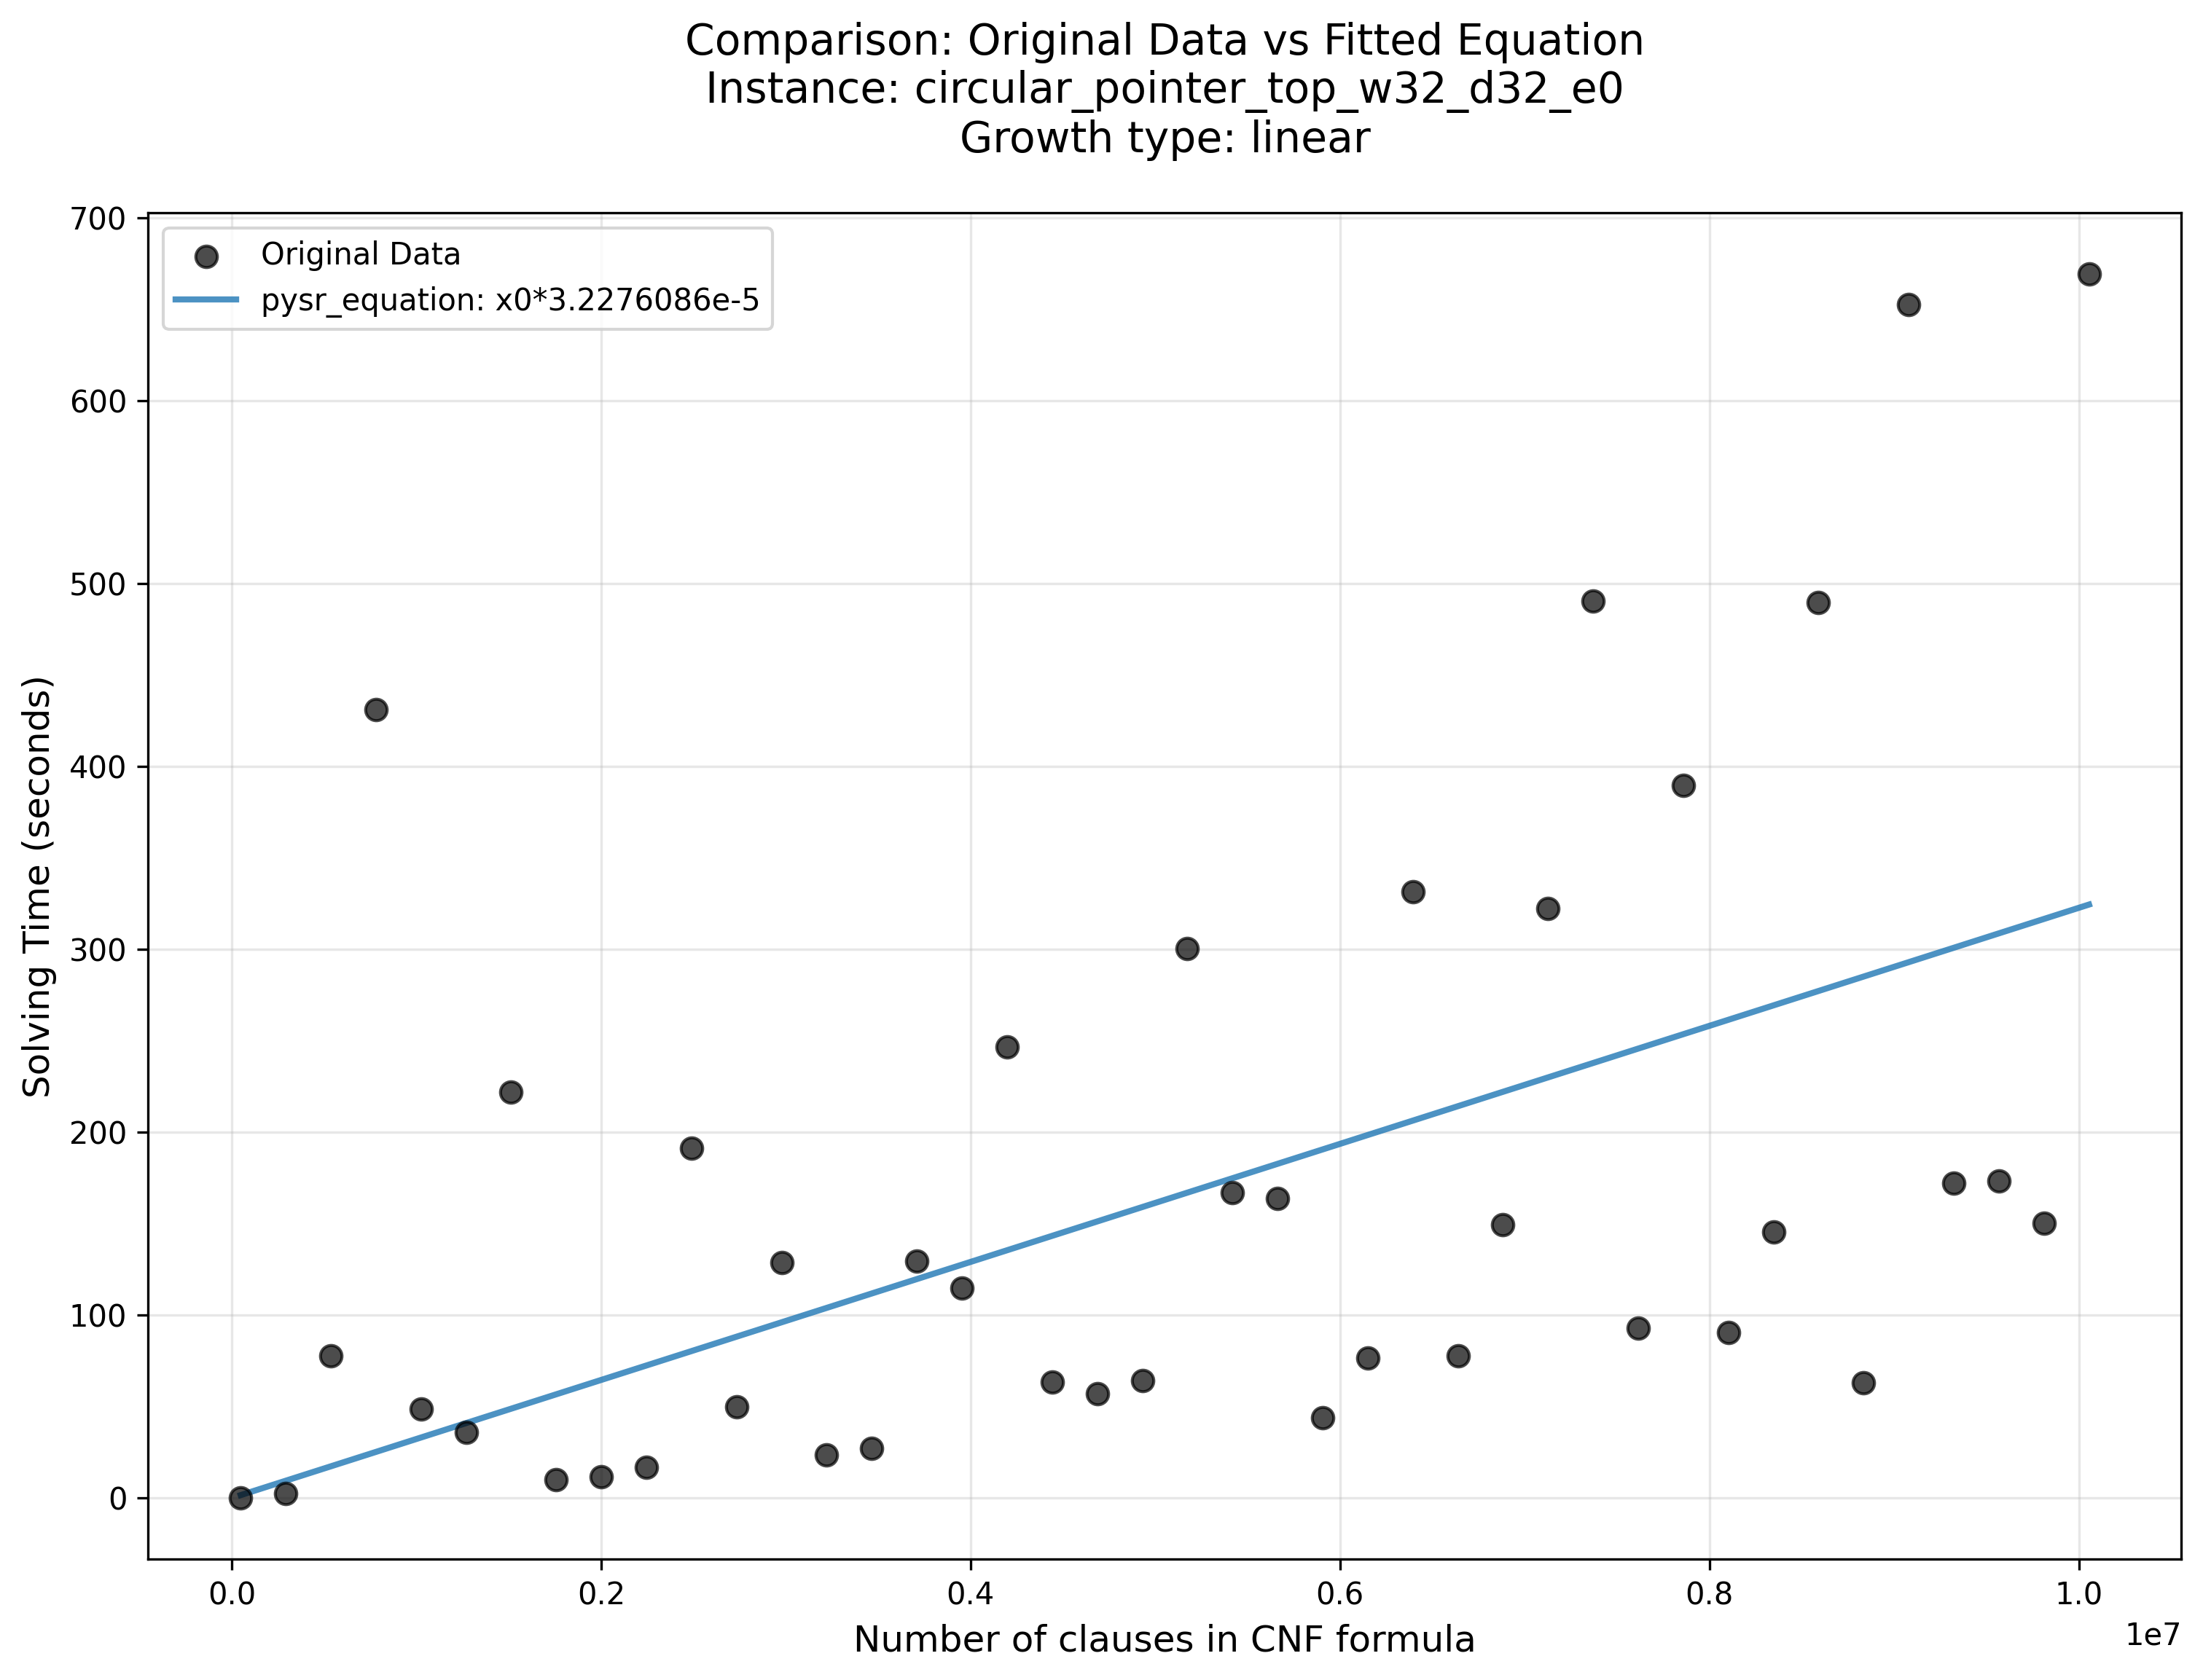 Comparison: Original Data vs Fitted Equation
Instance: circular_pointer_top_w32_d32_e0
Growth type: linear
Original Data
pysr_equation: x0*3.2276086e-5
Solving Time (seconds)
700
600
500
400
300
200
100
0
0.0 0.2 0.4 0.6 0.8 1.0
1e7
Number of clauses in CNF formula